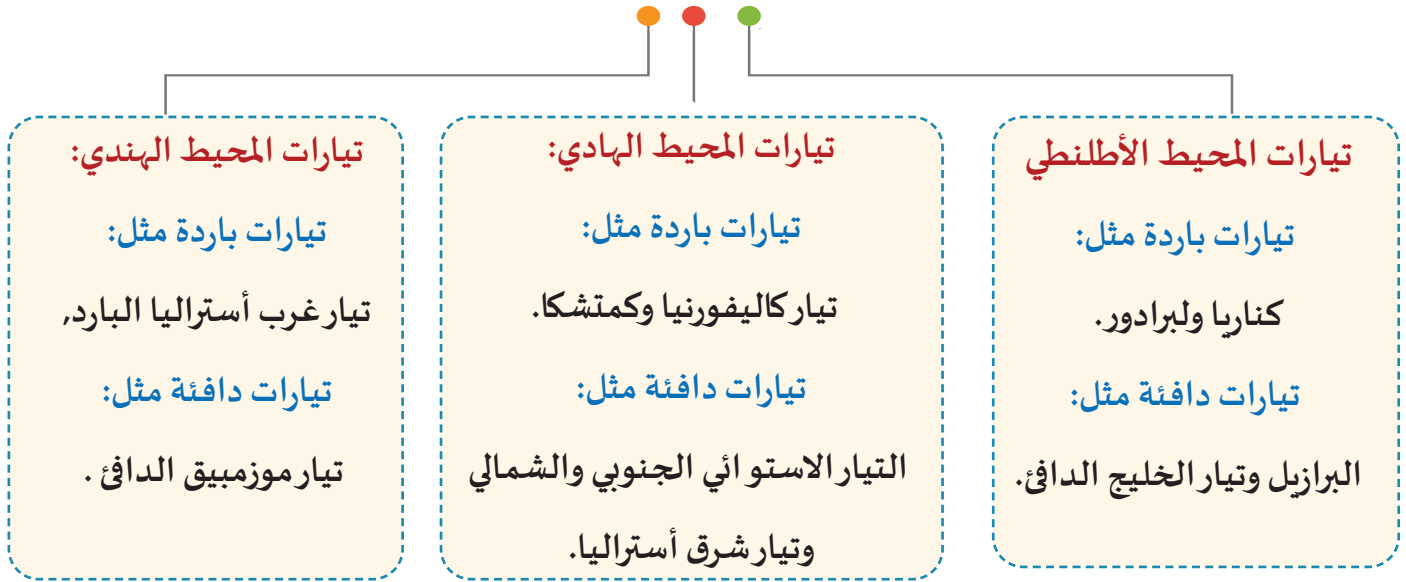 تيارات المحيط الأطلنطي
تيارات باردة مثل:
كناريا ولبرادور.
تيارات دافئة مثل:
البرازيل وتيار الخليج الدافئ.
تيارات المحيط الهادي:
تيارات باردة مثل:
تيار كاليفورنيا وكمتشكا.
تيارات دافئة مثل:
التيار الاستوائي الجنوبي والشمالي
وتيار شرق أستراليا.
تيارات المحيط الهندي:
تيارات باردة مثل:
تيار غرب أستراليا البارد,
تيارات دافئة مثل:
تيار موزمبيق الدافئ .